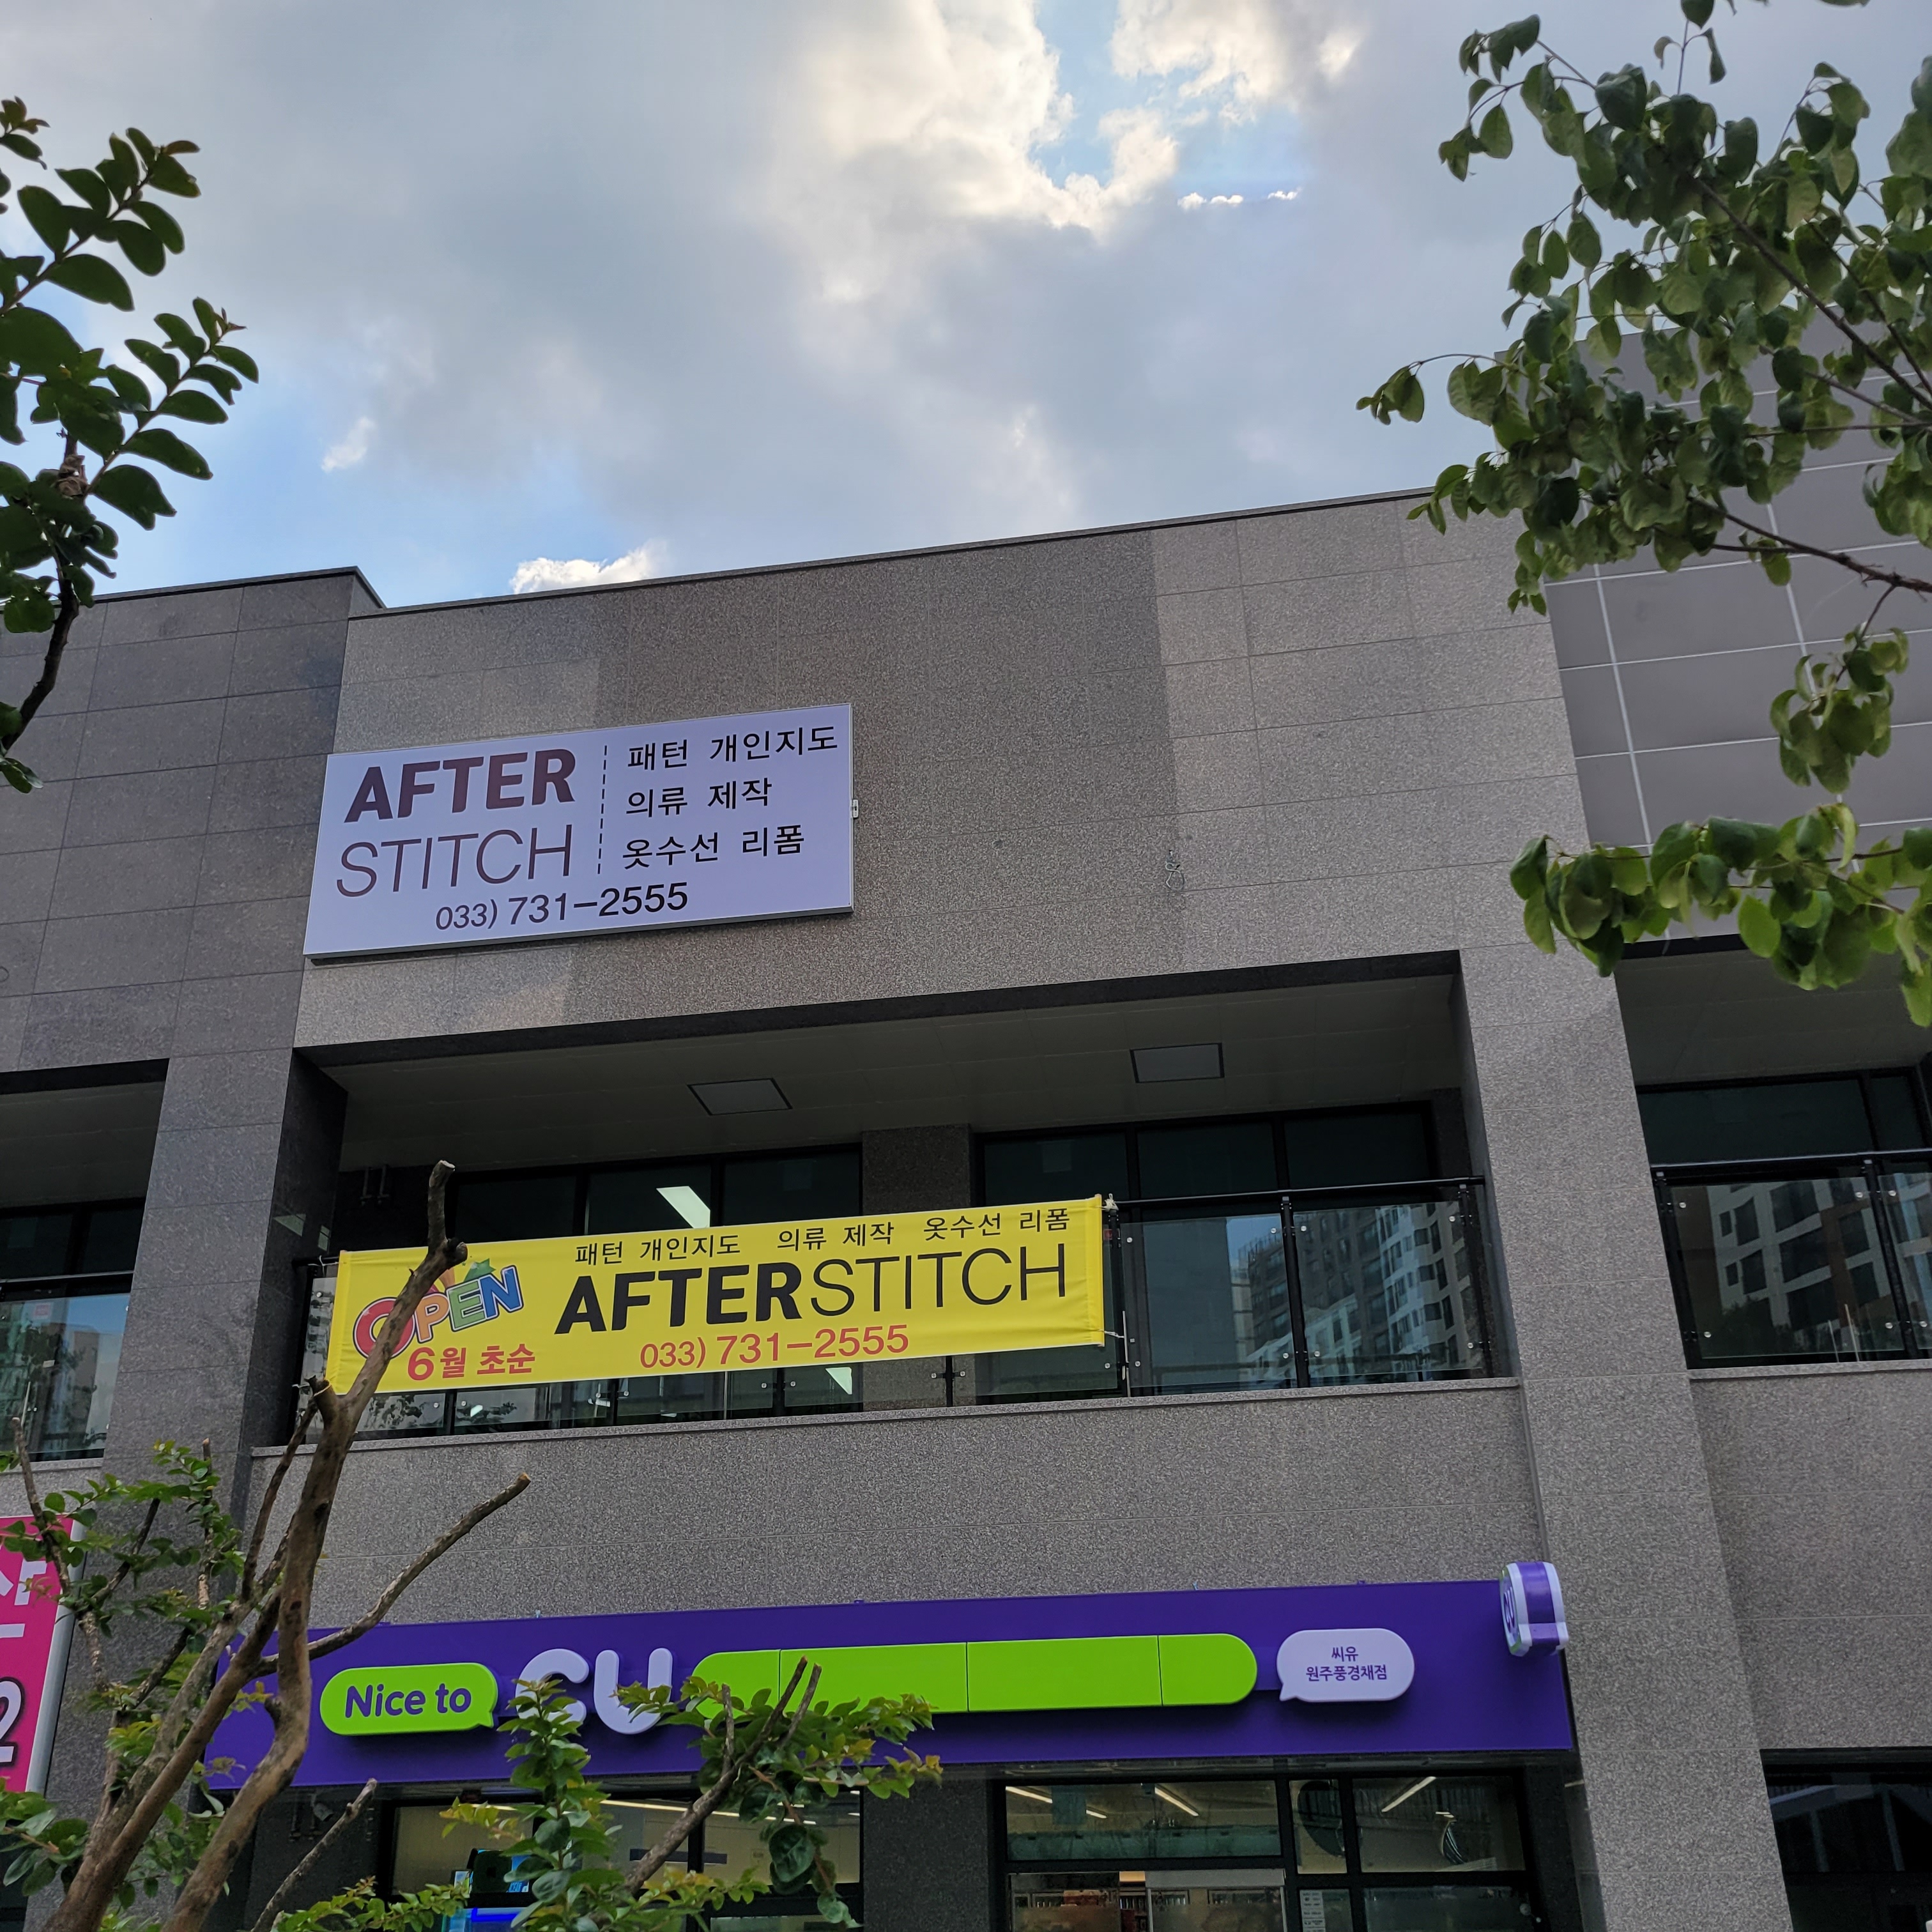 AFTER
STITCH
패턴 개인지도
의류 제작
옷수선 리폼
033) 731-2555
패턴 개인지도 의류 제작 옷수선 리폼
OPEN
AFTERSTITCH
6월 초순
033) 731-2555
Nice to
CU
씨유
원주풍경채점
CU
2